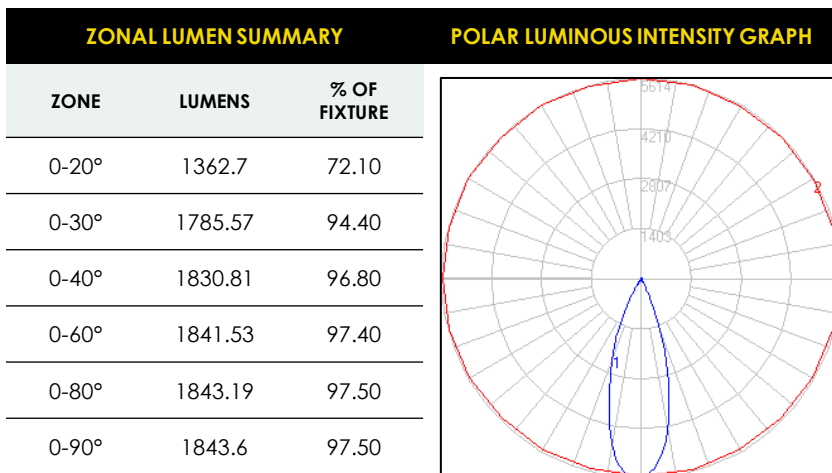 ZONAL LUMEN SUMMARY
POLAR LUMINOUS INTENSITY GRAPH
ZONE LUMENS % OF FIXTURE
0-20° 1362.7 72.10
0-30° 1785.57 94.40
0-40° 1830.81 96.80
0-60° 1841.53 97.40
0-80° 1843.19 97.50
0-90° 1843.6 97.50
5614
4210
2807
2
1403
1